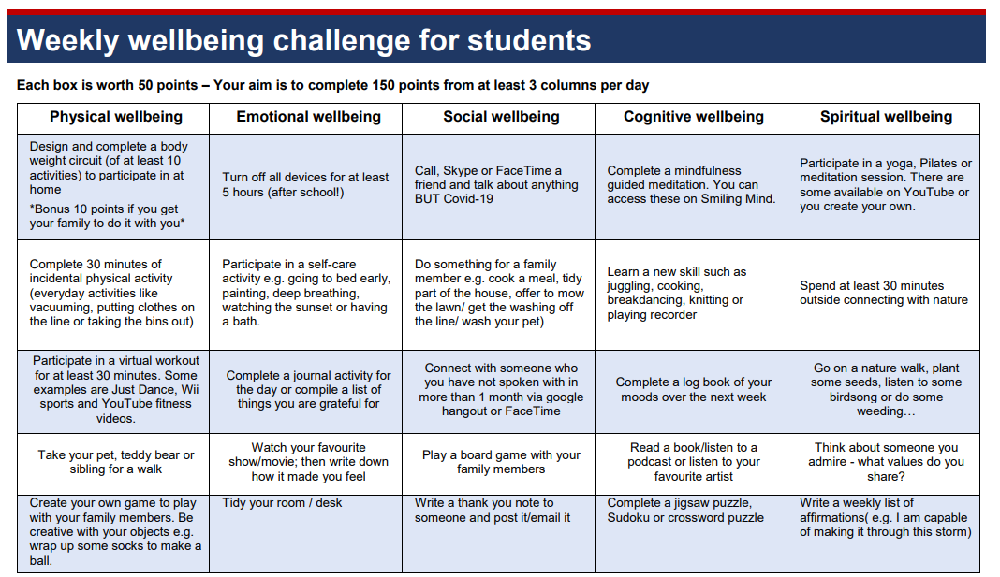 Weekly wellbeing challenge for students
Each box is worth 50 points – Your aim is to complete 150 points from at least 3 columns per day
Physical wellbeing
Emotional wellbeing
Social wellbeing
Cognitive wellbeing
Spiritual wellbeing
Design and complete a body
weight circuit (of at least 10
activities) to participate in at
home
*Bonus 10 points if you get
your family to do it with you*
Turn off all devices for at least
5 hours (after school!)
Call, Skype or FaceTime a
friend and talk about anything
BUT Covid-19
Complete a mindfulness
guided meditation. You can
access these on Smiling Mind.
Participate in a yoga, Pilates or
meditation session. There are
some available on YouTube or
you create your own.
Complete 30 minutes of
incidental physical activity
(everyday activities like
vacuuming, putting clothes on
the line or taking the bins out)
Participate in a self-care
activity e.g. going to bed early,
painting, deep breathing,
watching the sunset or having
a bath.
Do something for a family
member e.g. cook a meal, tidy
part of the house, offer to mow
the lawn/ get the washing off
the line/ wash your pet)
Learn a new skill such as
juggling, cooking,
breakdancing, knitting or
playing recorder
Spend at least 30 minutes
outside connecting with nature
Participate in a virtual workout
for at least 30 minutes. Some
examples are Just Dance, Wii
sports and YouTube fitness
videos.
Complete a journal activity for
the day or compile a list of
things you are grateful for
Connect with someone who
you have not spoken with in
more than 1 month via google
hangout or FaceTime
Complete a log book of your
moods over the next week
Go on a nature walk, plant
some seeds, listen to some
birdsong or do some
weeding…
Take your pet, teddy bear or
sibling for a walk
Watch your favourite
show/movie; then write down
how it made you feel
Play a board game with your
family members
Read a book/listen to a
podcast or listen to your
favourite artist
Think about someone you
admire - what values do you
share?
Create your own game to play
with your family members. Be
creative with your objects e.g.
wrap up some socks to make a
ball.
Tidy your room / desk
Write a thank you note to
someone and post it/email it
Complete a jigsaw puzzle,
Sudoku or crossword puzzle
Write a weekly list of
affirmations( e.g. I am capable
of making it through this storm)